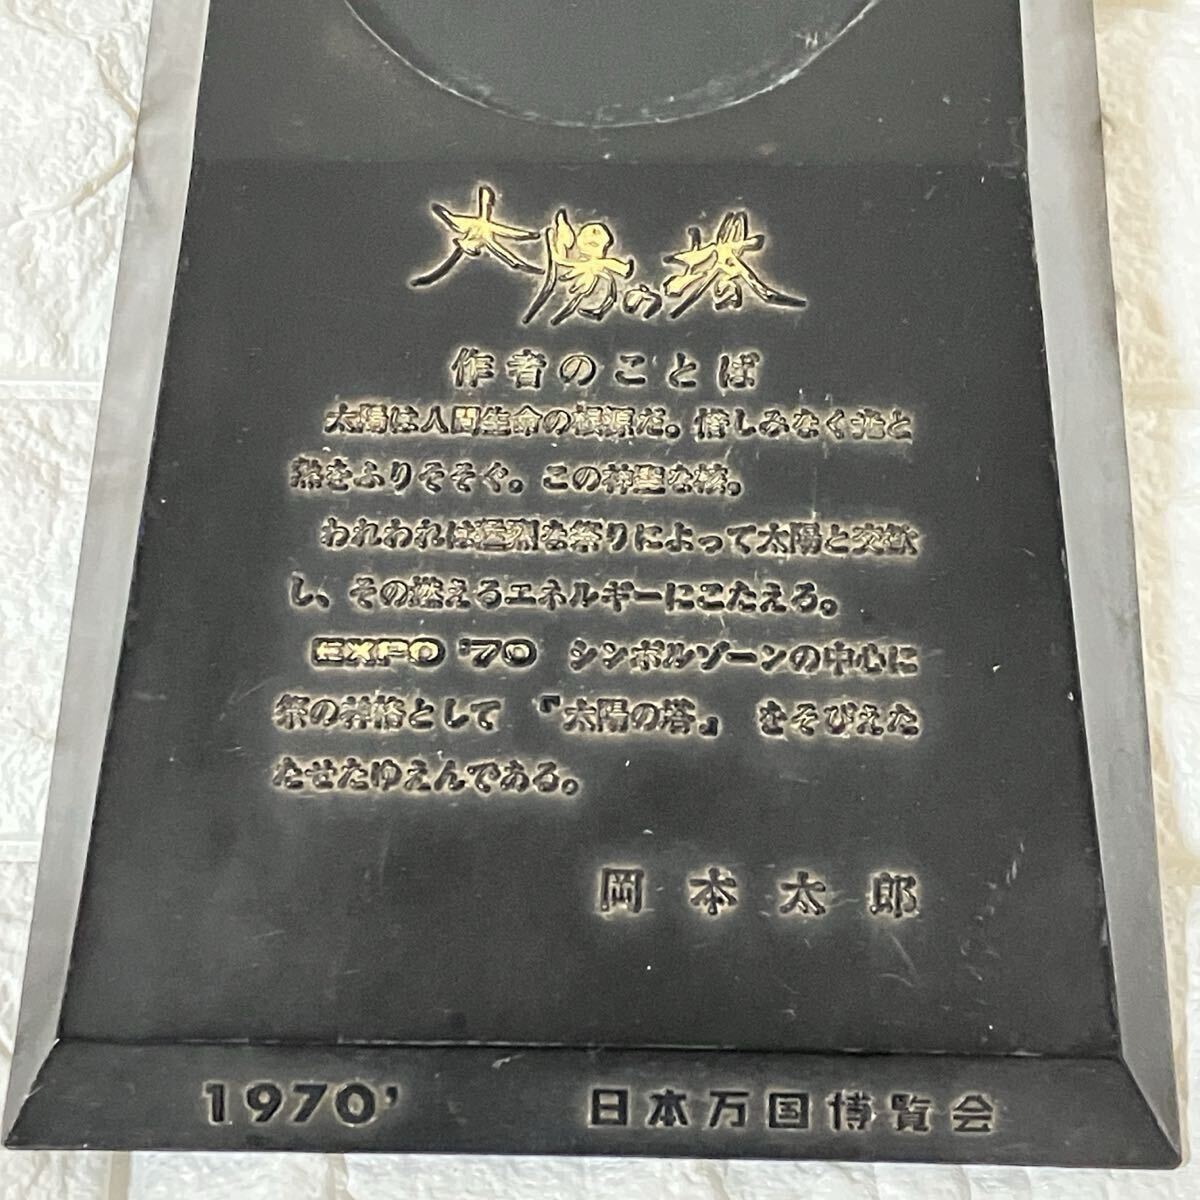 太陽の塔
作者のことば
太陽は人間生命の根源だ。惜しみなく光と
熱をふりそそぐ。この神聖な核。
われわれは猛烈な祭りによって太陽と交歓
し、その燃えるエネルギーにこたえる。
EXPO '70 シンボルゾーンの中心に
祭の神格として 『太陽の塔』 をそびえた
たせたゆえんである。
岡本太郎
1970' 日本万国博覧会